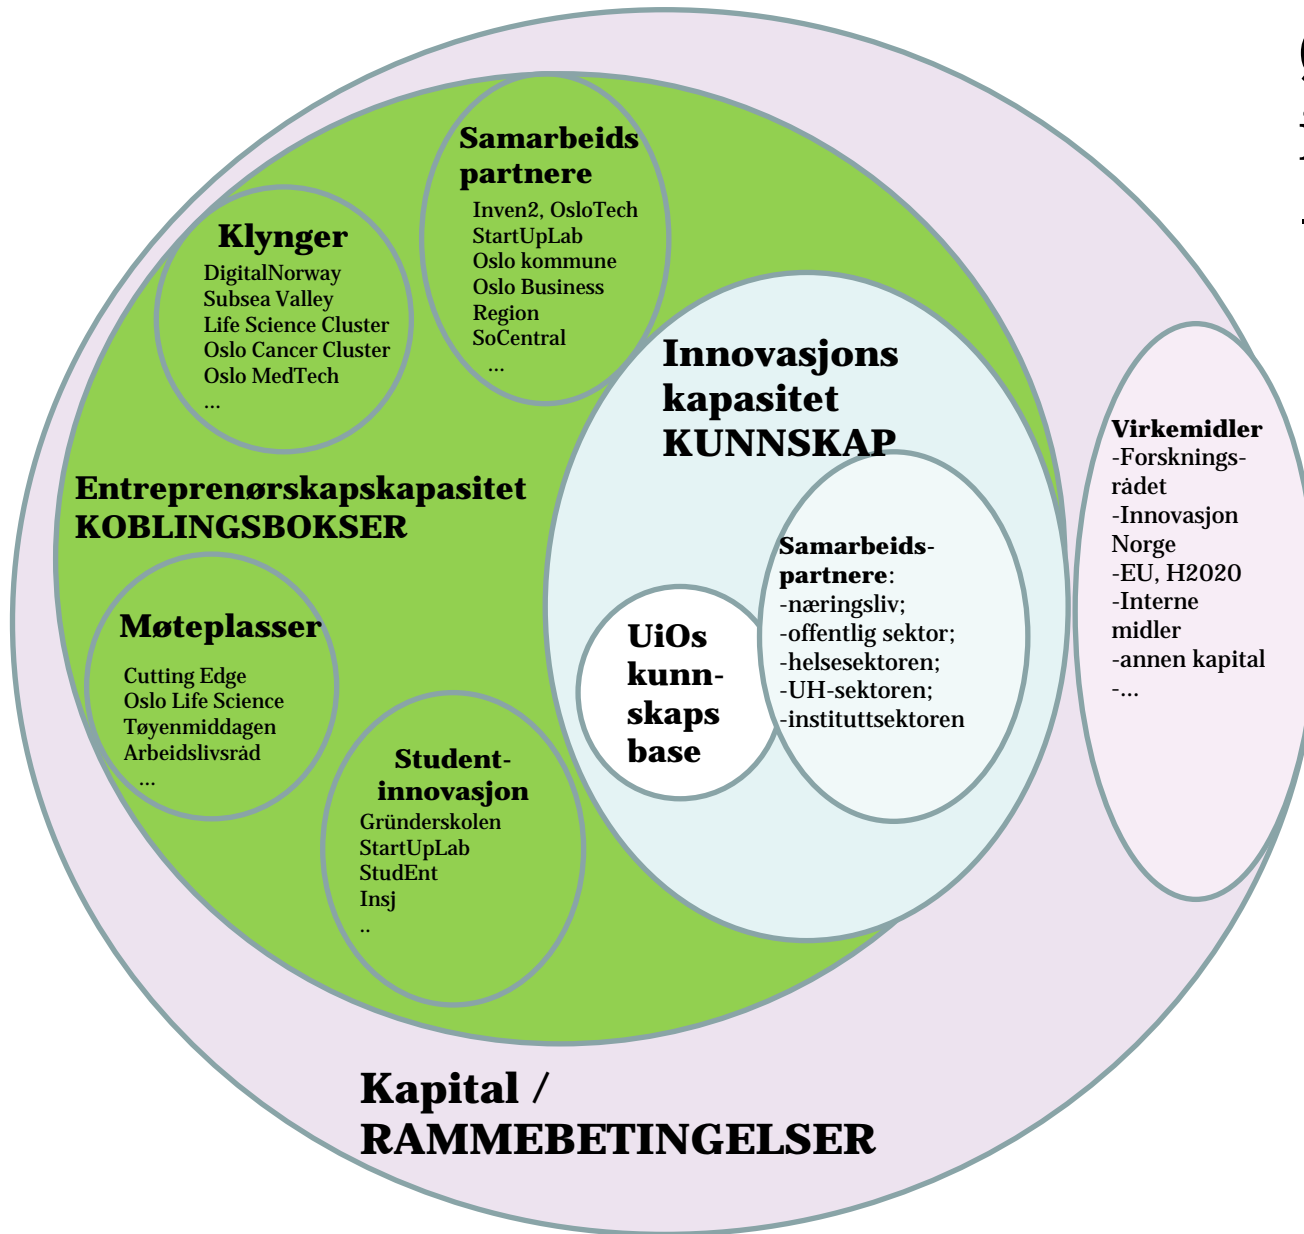 Samarbeids
partnere
Inven2, OsloTech
StartUpLab
Oslo kommune
Oslo Business
Region
SoCentral
...
Klynger
DigitalNorway
Subsea Valley
Life Science Cluster
Oslo Cancer Cluster
Oslo MedTech
...
Innovasjons
kapasitet
KUNNSKAP
Entreprenørskapskapasitet
KOBLINGSBOKSER
Virkemidler
-Forsknings-
rådet
-Innovasjon
Norge
-EU, H2020
-Interne
midler
-annen kapital
-...
Samarbeids-
partnere:
-næringsliv;
-offentlig sektor;
-helsesektoren;
-UH-sektoren;
-instituttsektoren
UiOs
kunn-
skaps
base
Møteplasser
Cutting Edge
Oslo Life Science
Tøyenmiddagen
Arbeidslivsråd
...
Student-
innovasjon
Gründerskolen
StartUpLab
StudEnt
Insj
..
Kapital /
RAMMEBETINGELSER